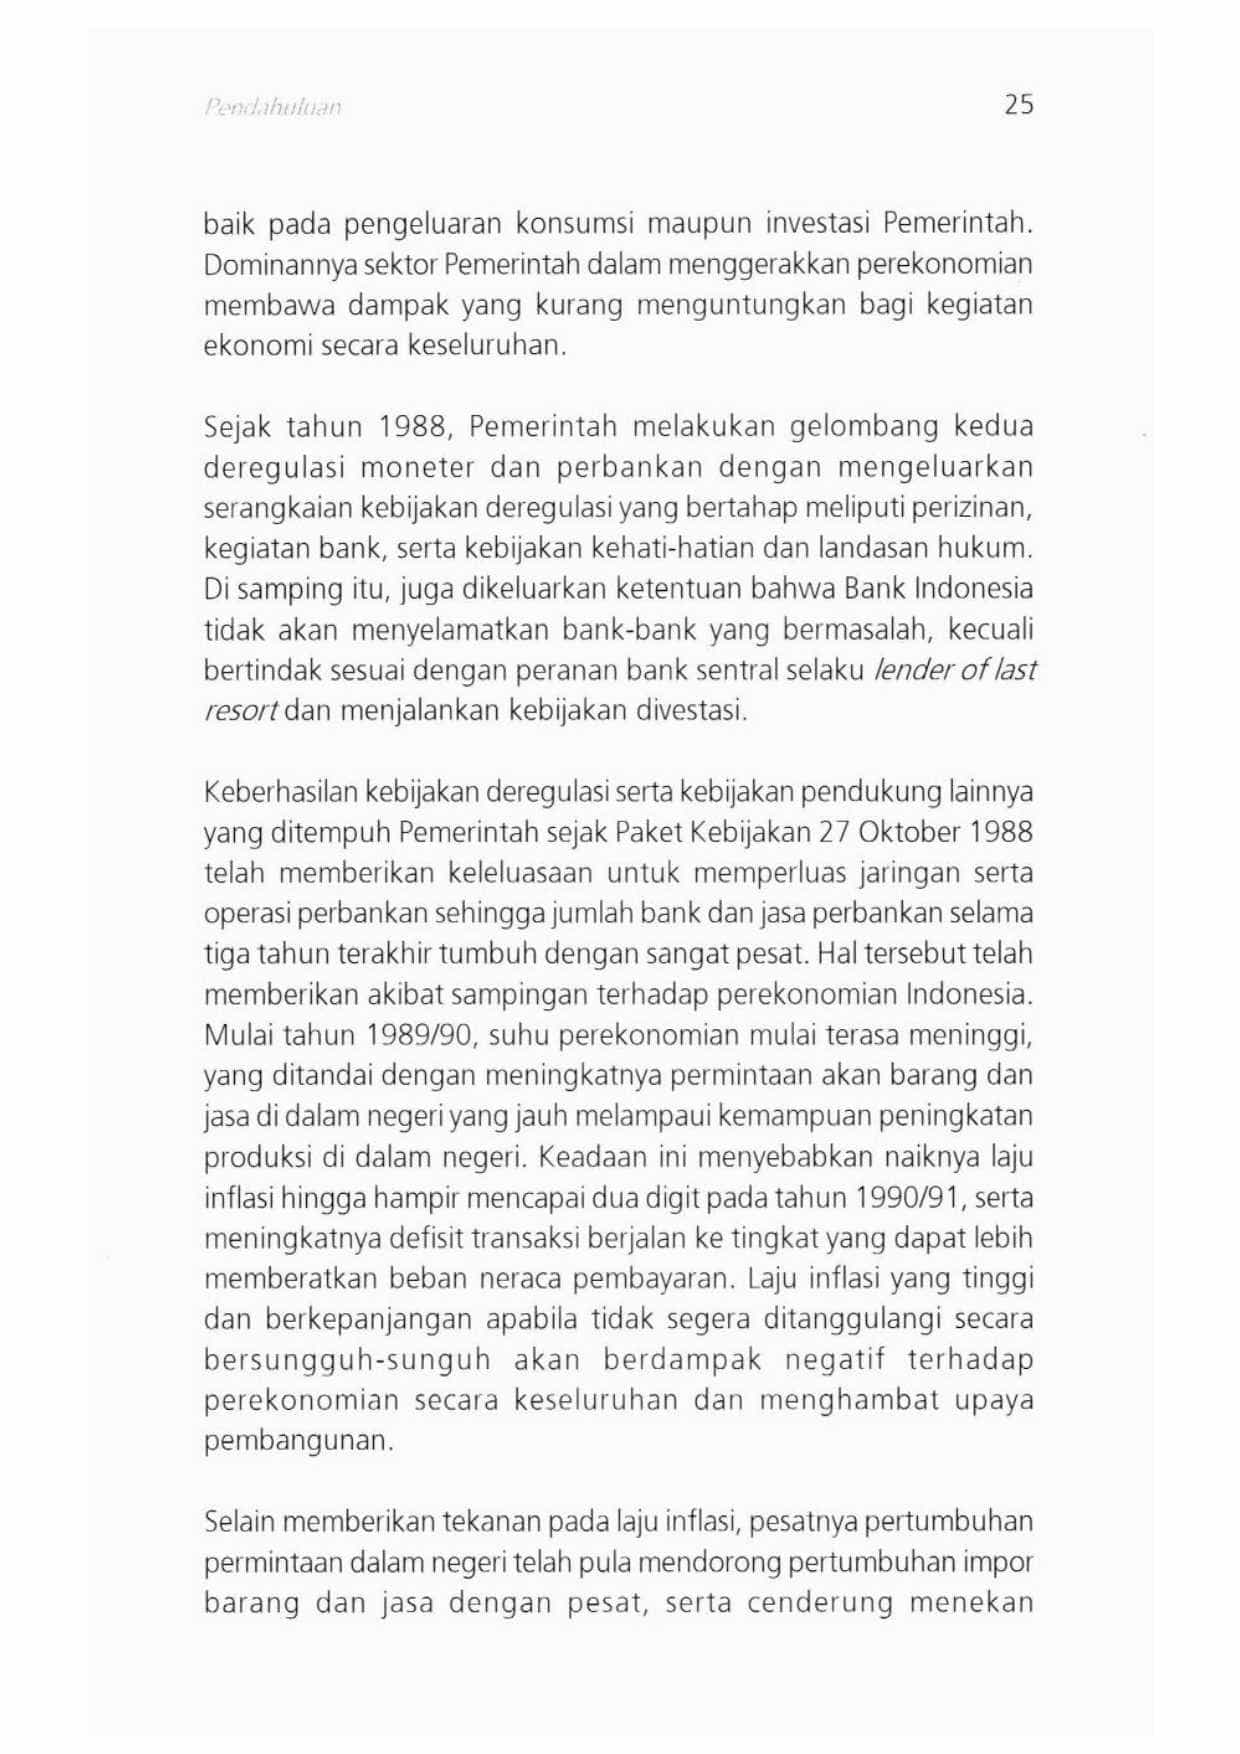 Pendahuluan 25
baik pada pengeluaran konsumsi maupun investasi Pemerintah.
Dominannya sektor Pemerintah dalam menggerakkan perekonomian
membawa dampak yang kurang menguntungkan bagi kegiatan
ekonomi secara keseluruhan.
Sejak tahun 1988, Pemerintah melakukan gelombang kedua
deregulasi moneter dan perbankan dengan mengeluarkan
serangkaian kebijakan deregulasi yang bertahap meliputi perizinan,
kegiatan bank, serta kebijakan kehati-hatian dan landasan hukum.
Di samping itu, juga dikeluarkan ketentuan bahwa Bank Indonesia
tidak akan menyelamatkan bank-bank yang bermasalah, kecuali
bertindak sesuai dengan peranan bank sentral selaku lender of last
resort dan menjalankan kebijakan divestasi.
Keberhasilan kebijakan deregulasi serta kebijakan pendukung lainnya
yang ditempuh Pemerintah sejak Paket Kebijakan 27 Oktober 1988
telah memberikan keleluasaan untuk memperluas jaringan serta
operasi perbankan sehingga jumlah bank dan jasa perbankan selama
tiga tahun terakhir tumbuh dengan sangat pesat. Hal tersebut telah
memberikan akibat sampingan terhadap perekonomian Indonesia.
Mulai tahun 1989/90, suhu perekonomian mulai terasa meninggi,
yang ditandai dengan meningkatnya permintaan akan barang dan
jasa di dalam negeri yang jauh melampaui kemampuan peningkatan
produksi di dalam negeri. Keadaan ini menyebabkan naiknya laju
inflasi hingga hampir mencapai dua digit pada tahun 1990/91, serta
meningkatnya defisit transaksi berjalan ke tingkat yang dapat lebih
memberatkan beban neraca pembayaran. Laju inflasi yang tinggi
dan berkepanjangan apabila tidak segera ditanggulangi secara
bersungguh-sunguh akan berdampak negatif terhadap
perekonomian secara keseluruhan dan menghambat upaya
pembangunan.
Selain memberikan tekanan pada laju inflasi, pesatnya pertumbuhan
permintaan dalam negeri telah pula mendorong pertumbuhan impor
barang dan jasa dengan pesat, serta cenderung menekan